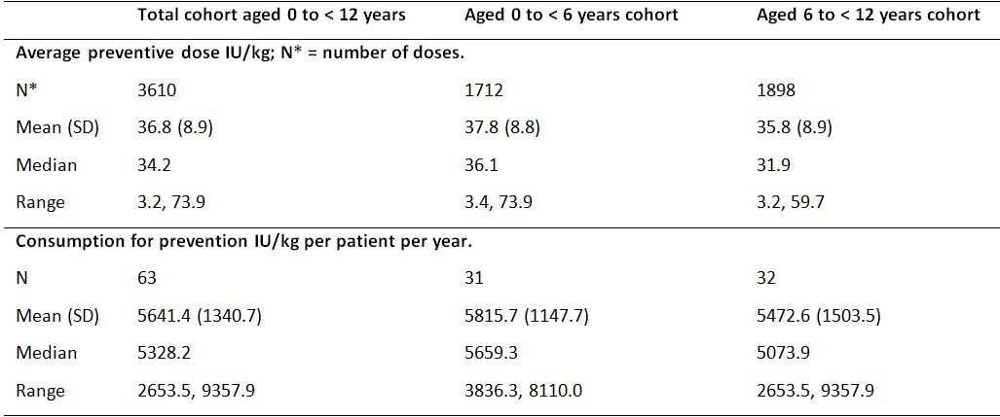 Total cohort aged 0 to < 12 years Aged 0 to < 6 years cohort Aged 6 to < 12 years cohort
Average preventive dose IU/kg; N* = number of doses.
N* 3610 1712 1898
Mean (SD) 36.8 (8.9) 37.8 (8.8) 35.8 (8.9)
Median 34.2 36.1 31.9
Range 3.2, 73.9 3.4, 73.9 3.2, 59.7
Consumption for prevention IU/kg per patient per year.
N 63 31 32
Mean (SD) 5641.4 (1340.7) 5815.7 (1147.7) 5472.6 (1503.5)
Median 5328.2 5659.3 5073.9
Range 2653.5, 9357.9 3836.3, 8110.0 2653.5, 9357.9